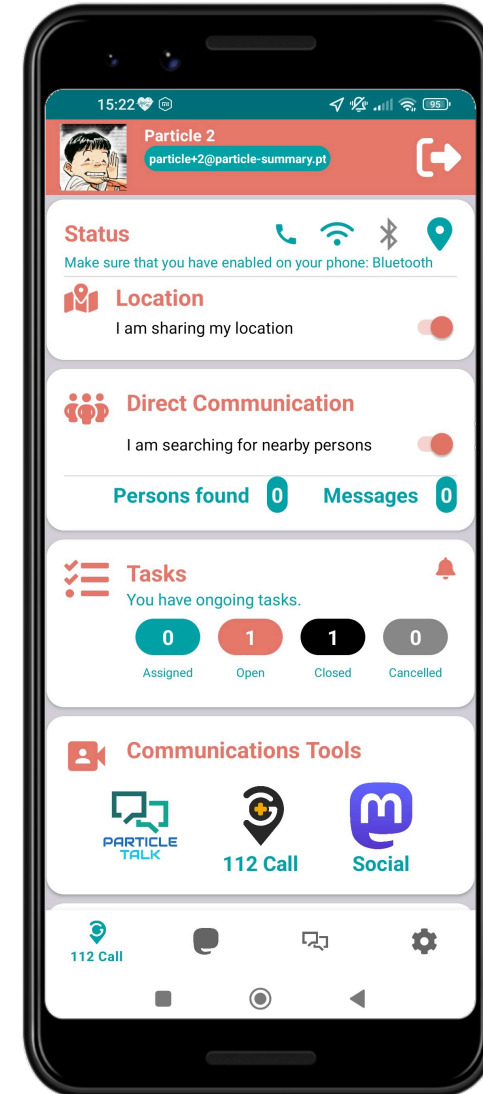 15:22
95
Particle 2
particle+2@particle-summary.pt
Status
Make sure that you have enabled on your phone: Bluetooth
Location
I am sharing my location
Direct Communication
I am searching for nearby persons
Persons found 0 Messages 0
Tasks
You have ongoing tasks.
0 1 1 0
Assigned Open Closed Cancelled
Communications Tools
PARTICLE
TALK
112 Call
Social
112 Call